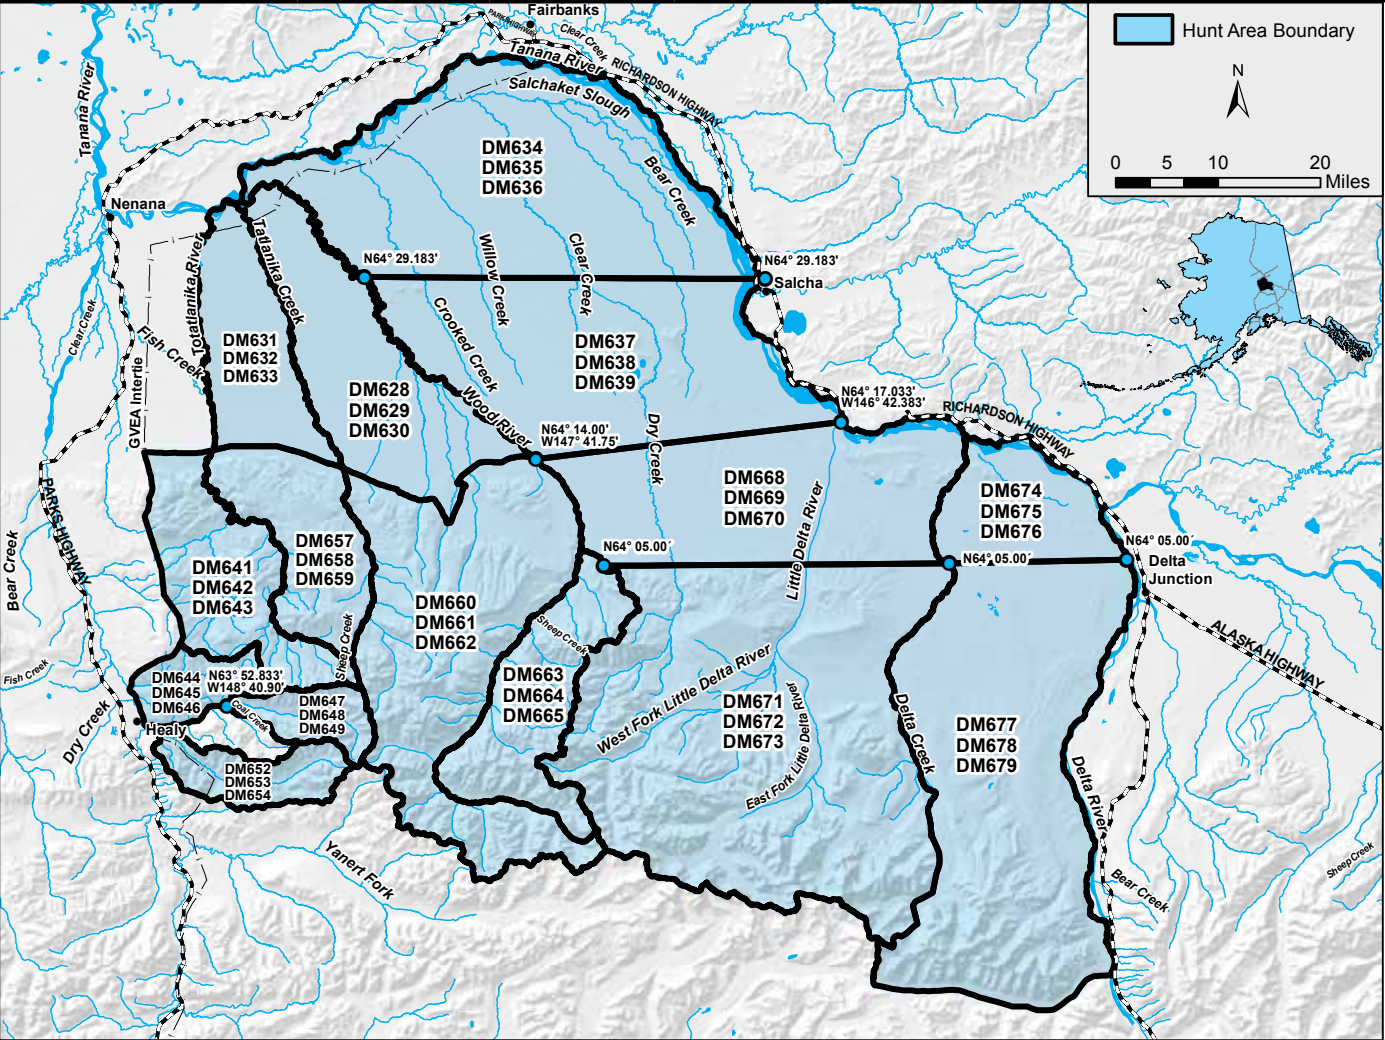 Fairbanks
PARKS HIGHWAY
Clear Creek
Tanana River
RICHARDSON HIGHWAY
Salchaket Slough
Hunt Area Boundary
N
0 5 10 20
Miles
Tanana River
DM634
DM635
DM636
Bear Creek
Nenana
Totatlanika River
Tatlanika Creek
N64° 29.183'
Willow Creek
Clear Creek
N64° 29.183'
Salcha
Clear Creek
Fish Creek
GVEA Intertie
DM631
DM632
DM633
Crooked Creek
DM637
DM638
DM639
DM628
DM629
DM630
Wood River
N64° 14.00'
W147° 41.75'
Dry Creek
N64° 17.033'
W146° 42.383'
RICHARDSON HIGHWAY
PARKS HIGHWAY
DM668
DM669
DM670
Little Delta River
DM674
DM675
DM676
Bear Creek
DM641
DM642
DM643
DM657
DM658
DM659
N64° 05.00'
N64° 05.00'
N64° 05.00'
Delta
Junction
DM660
DM661
DM662
Sheep Creek
Sheep Creek
ALASKA HIGHWAY
Fish Creek
DM644
DM645
DM646
N63° 52.833'
W148° 40.90'
DM647
DM648
DM649
Coal Creek
Dry Creek
Healy
DM663
DM664
DM665
West Fork Little Delta River
DM671
DM672
DM673
East Fork Little Delta River
Delta Creek
DM677
DM678
DM679
Delta River
DM652
DM653
DM654
Yanert Fork
Bear Creek
Sheep Creek